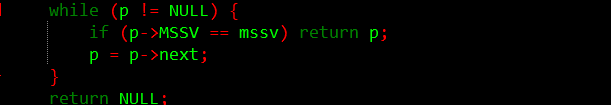 while (p != NULL) {
if (p->MSSV == mssv) return p;
p = p->next;
}
return NULL;